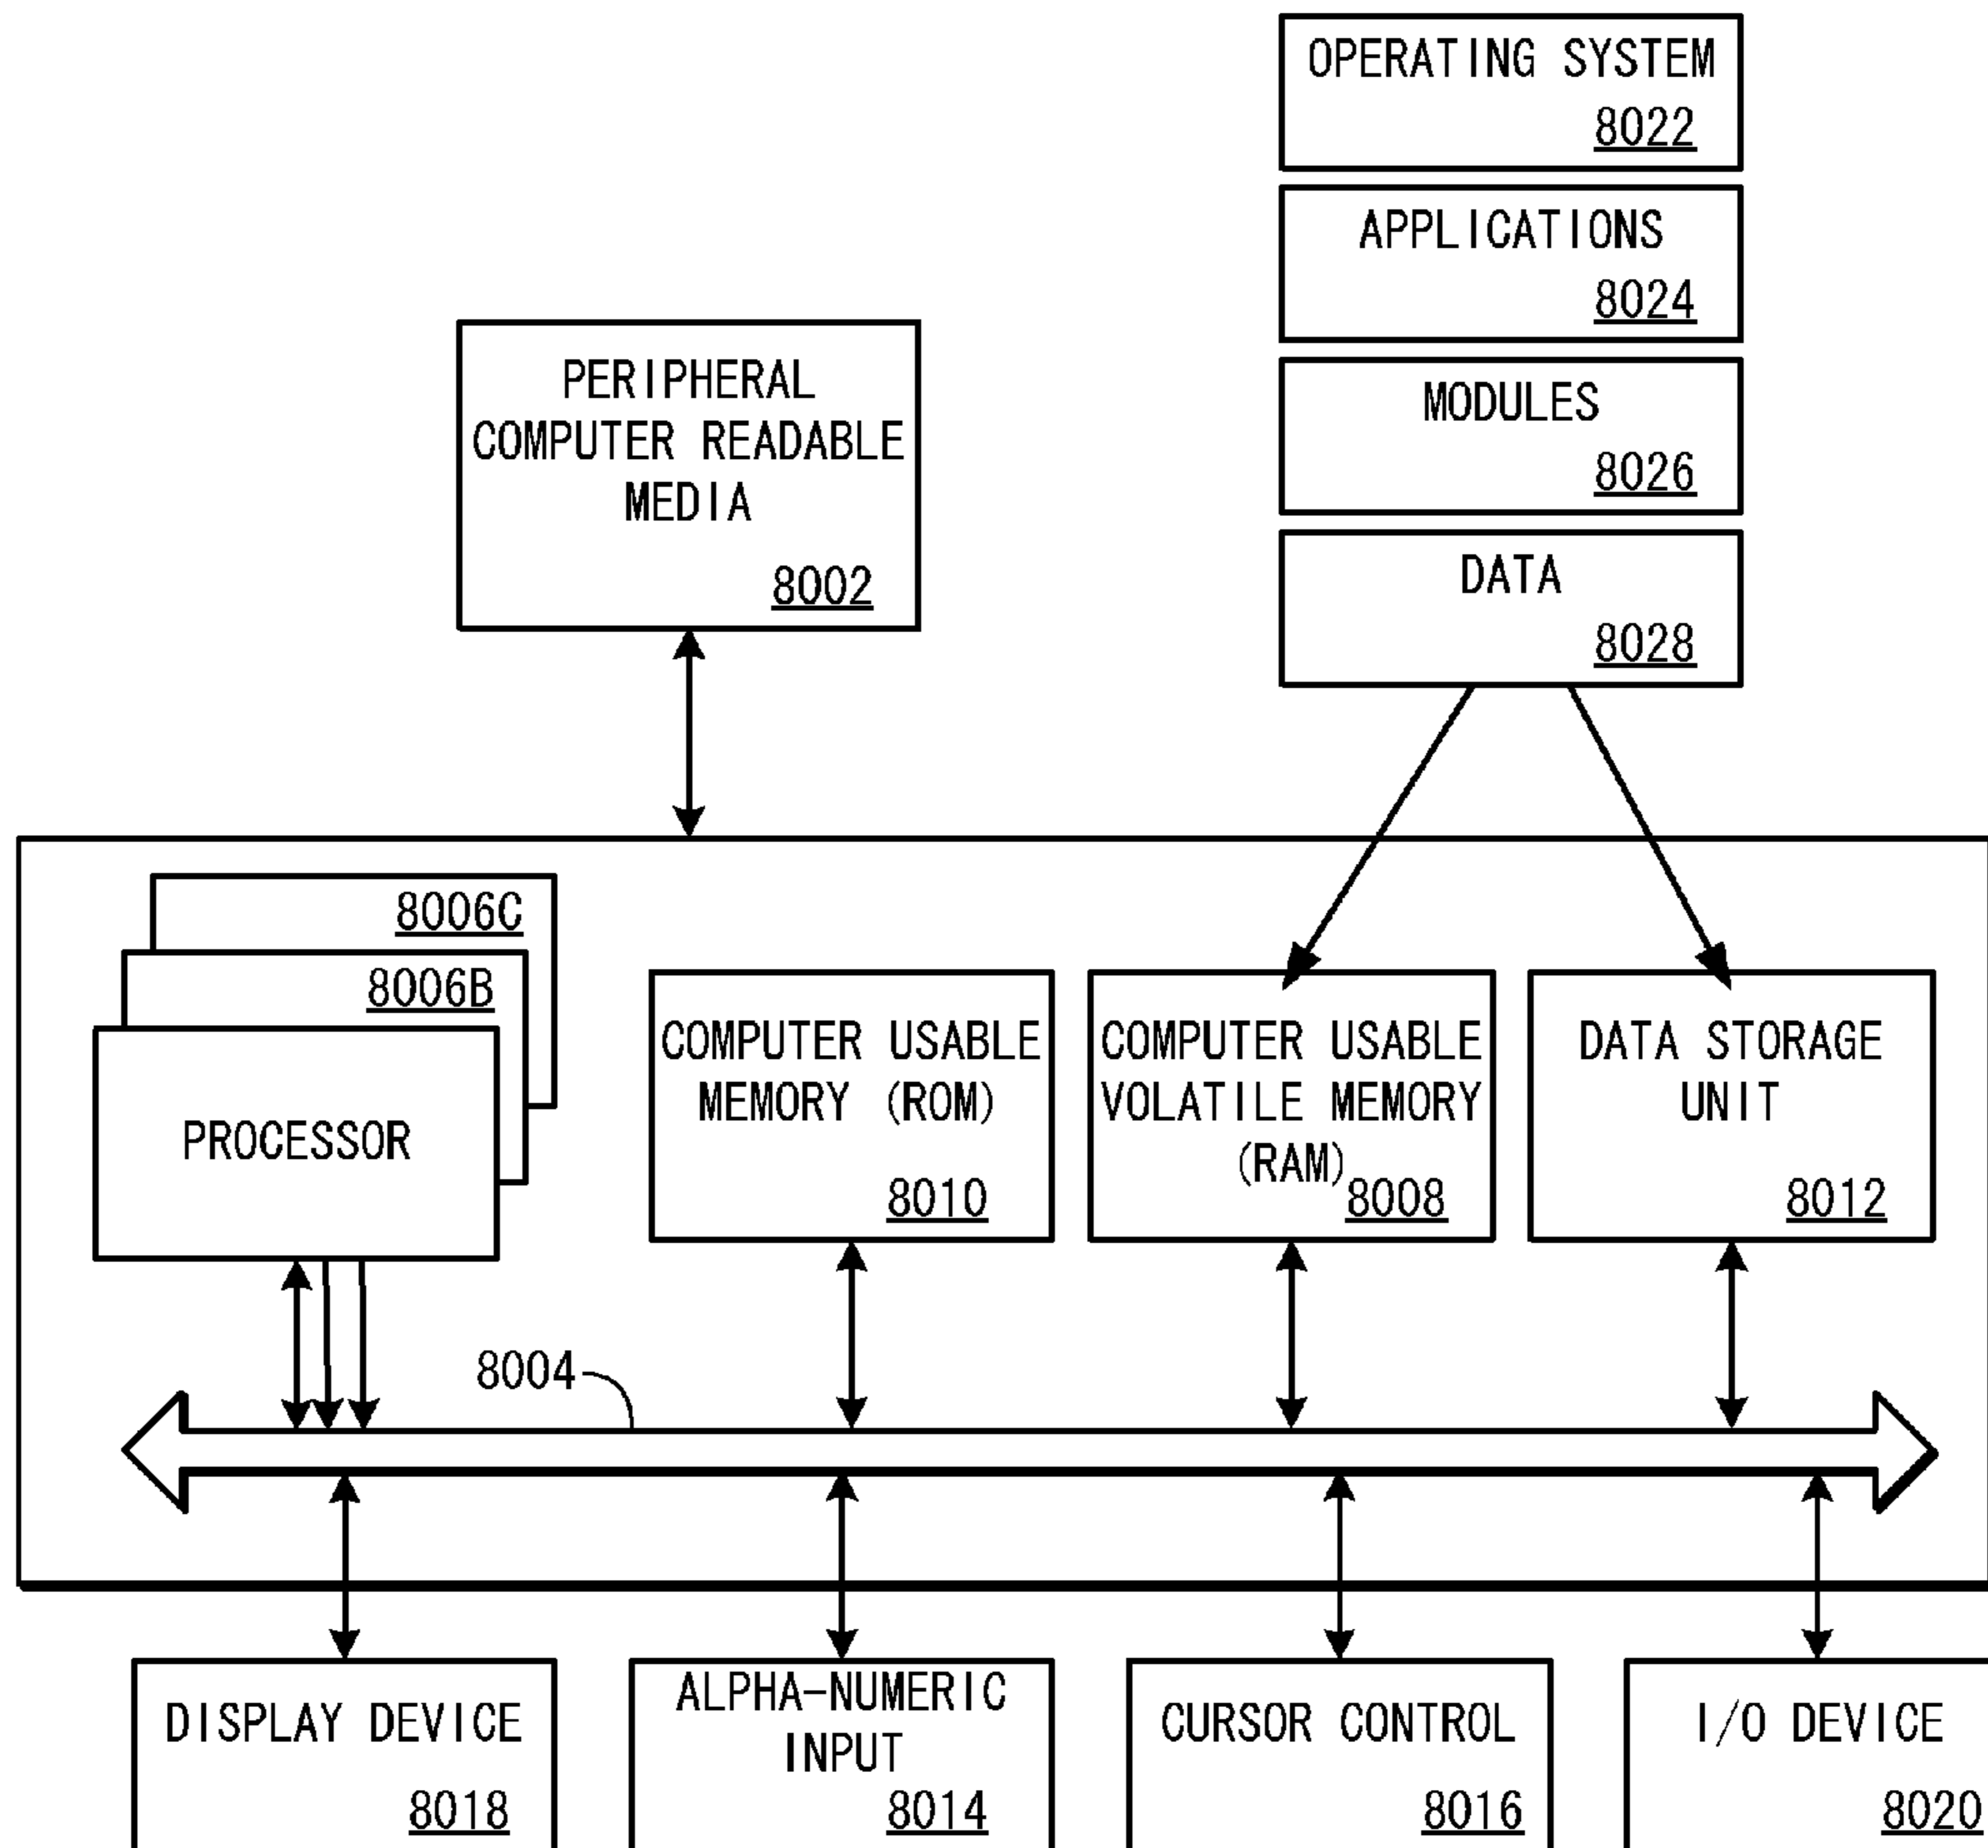 OPERATING SYSTEM
8022
APPLICATIONS
8024
MODULES
8026
DATA
8028
PERIPHERAL
COMPUTER READABLE
MEDIA
8002
8006C
8006B
PROCESSOR
COMPUTER USABLE
MEMORY (ROM)
8010
COMPUTER USABLE
VOLATILE MEMORY
(RAM)
8008
DATA STORAGE
UNIT
8012
8004
DISPLAY DEVICE
8018
ALPHA-NUMERIC
INPUT
8014
CURSOR CONTROL
8016
I/O DEVICE
8020